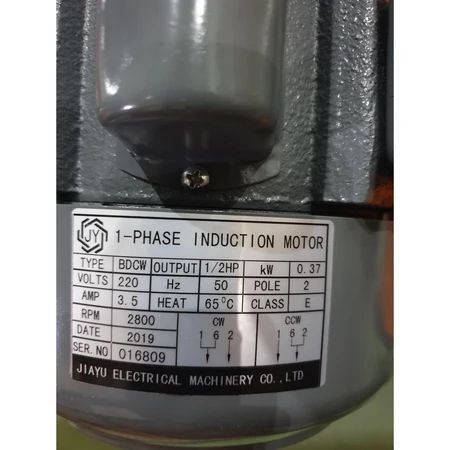 JY 1-PHASE INDUCTION MOTOR
TYPE BDCW OUTPUT 1/2HP kW 0.37
VOLTS 220 Hz 50 POLE 2
AMP 3.5 HEAT 65°C CLASS E
RPM 2800 CW CCW
DATE 2019 1 6 2 1 6 2
SER.NO 016809
JIAYU ELECTRICAL MACHINERY CO.,LTD